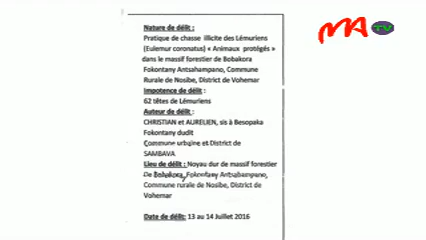 MA TV
Nature de délit :
Pratique de chasse illicite des Lémuriens
(Eulemur coronatus) « Animaux protégés »
dans le massif forestier de Bobakora
Fokontany Antsahampano, Commune
Rurale de Nosibe, District de Vohemar
Impotence de délit :
62 têtes de Lémuriens
Auteur de délit :
CHRISTIAN et AURELIEN, sis à Besopaka
Fokontany dudit
Commune urbaine et District de
SAMBAVA
Lieu de délit : Noyau dur de massif forestier
De Bobakora, Fokontany Antsahampano,
Commune rurale de Nosibe, District de
Vohemar
Date de délit: 13 au 14 Juillet 2016